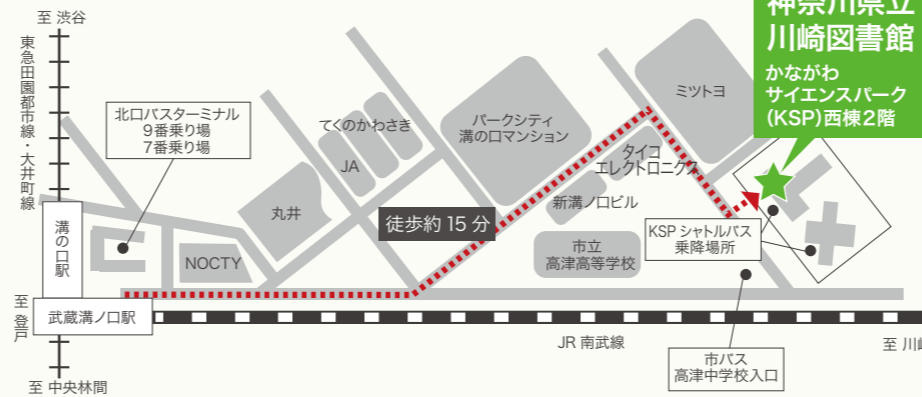 至 渋谷
東急田園都市線・大井町線
北口バスターミナル
9番乗り場
7番乗り場
てくのかわさき
JA
パークシティ
溝の口マンション
ミツトヨ
神奈川県立
川崎図書館
かながわ
サイエンスパーク
(KSP)西棟2階
タイコ
エレクトロニクス
丸井
徒歩約 15 分
新溝ノ口ビル
溝の口駅
NOCTY
市立
高津高等学校
KSP シャトルバス
乗降場所
至 登戸
武蔵溝ノ口駅
JR 南武線
至 川崎
市バス
高津中学校入口
至 中央林間